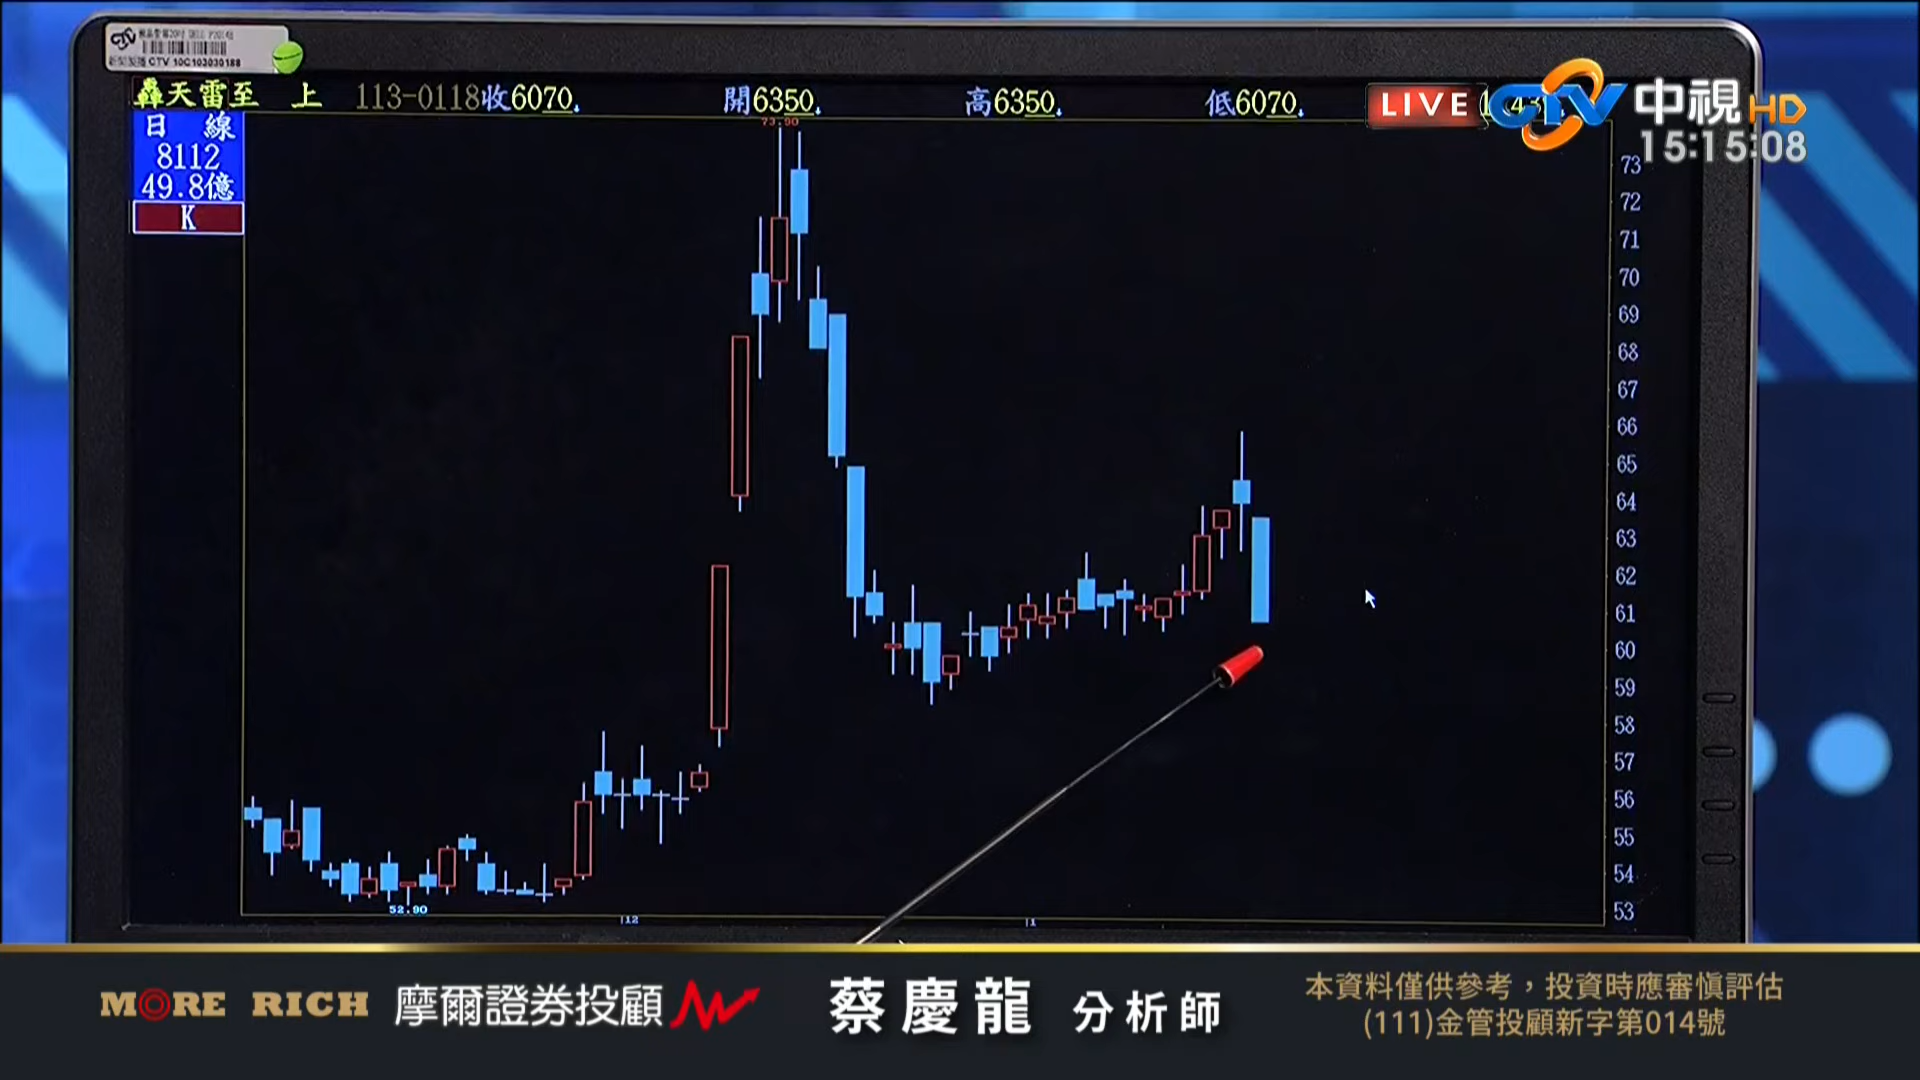 CTV 10C103030188
轟天雷至 上 113-0118收6070. 開6350. 高6350. 低6070.
LIVE
中視HD
15:15:08
日 線
8112
49.8億
K
73.90
73
72
71
70
69
68
67
66
65
64
63
62
61
60
59
58
57
56
55
54
53
52.90
12
1
MORE RICH 摩爾證券投顧 蔡慶龍 分析師
本資料僅供參考，投資時應審慎評估
(111)金管投顧新字第014號